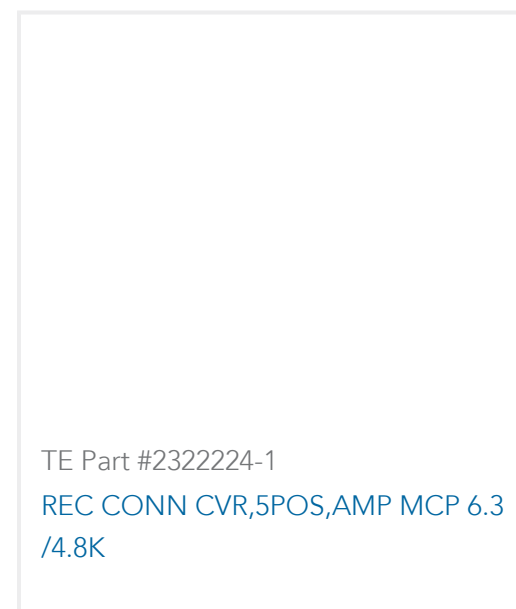 TE Part #2322224-1
REC CONN CVR,5POS,AMP MCP 6.3
/4.8K